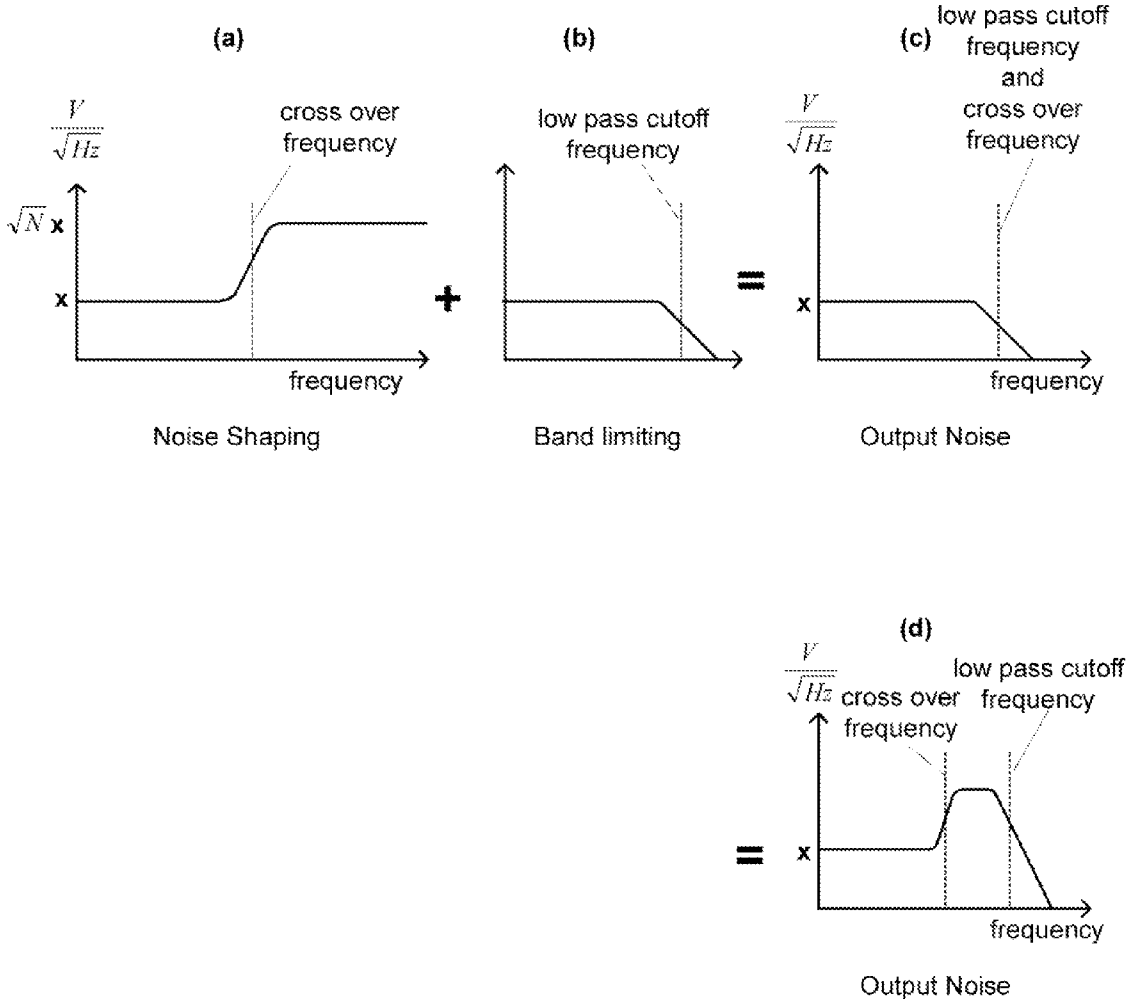 (a)
V
√Hz
cross over
frequency
√N x
x
frequency
Noise Shaping
+
(b)
low pass cutoff
frequency
Band limiting
=
(c)
low pass cutoff
frequency
and
cross over
frequency
V
√Hz
x
frequency
Output Noise
(d)
V
√Hz
cross over
frequency
low pass cutoff
frequency
=
x
frequency
Output Noise